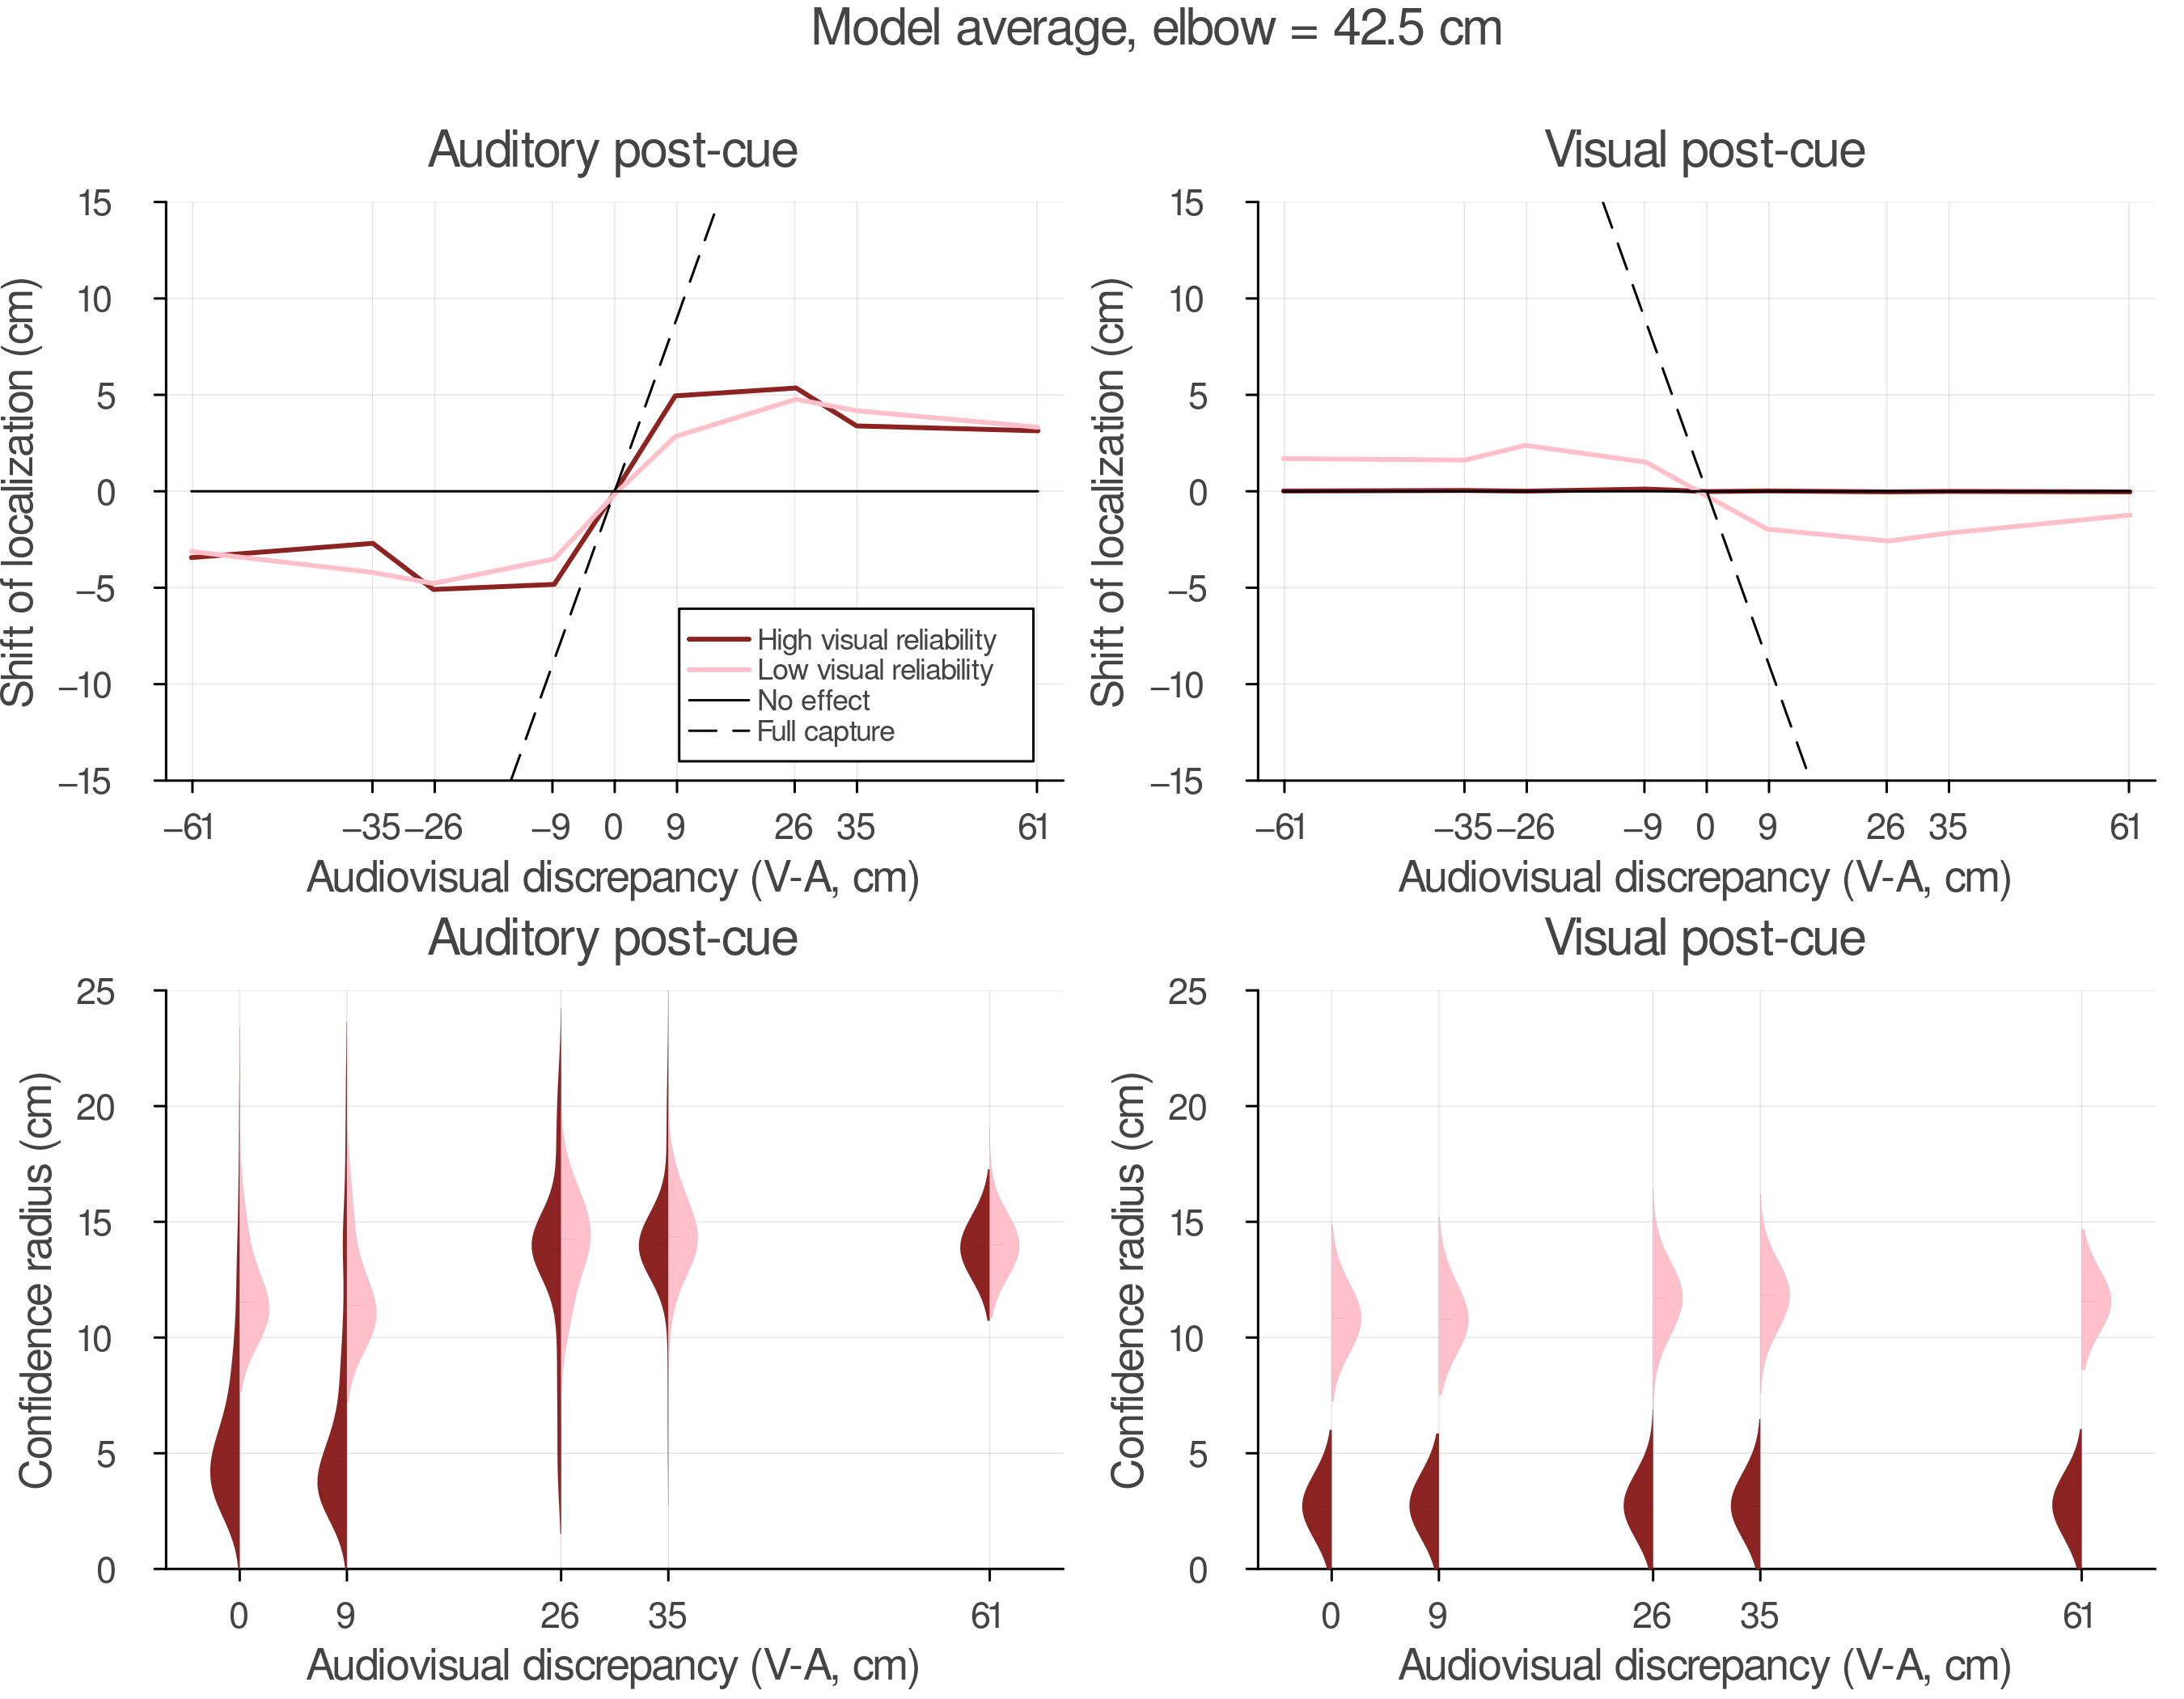 Model average, elbow = 42.5 cm
Auditory post-cue
Shift of localization (cm)
15
10
5
0
−5
−10
−15
High visual reliability
Low visual reliability
No effect
Full capture
−61 −35 −26 −9 0 9 26 35 61
Audiovisual discrepancy (V-A, cm)
Visual post-cue
Shift of localization (cm)
15
10
5
0
−5
−10
−15
−61 −35 −26 −9 0 9 26 35 61
Audiovisual discrepancy (V-A, cm)
Auditory post-cue
Confidence radius (cm)
25
20
15
10
5
0
0 9 26 35 61
Audiovisual discrepancy (V-A, cm)
Visual post-cue
Confidence radius (cm)
25
20
15
10
5
0
0 9 26 35 61
Audiovisual discrepancy (V-A, cm)